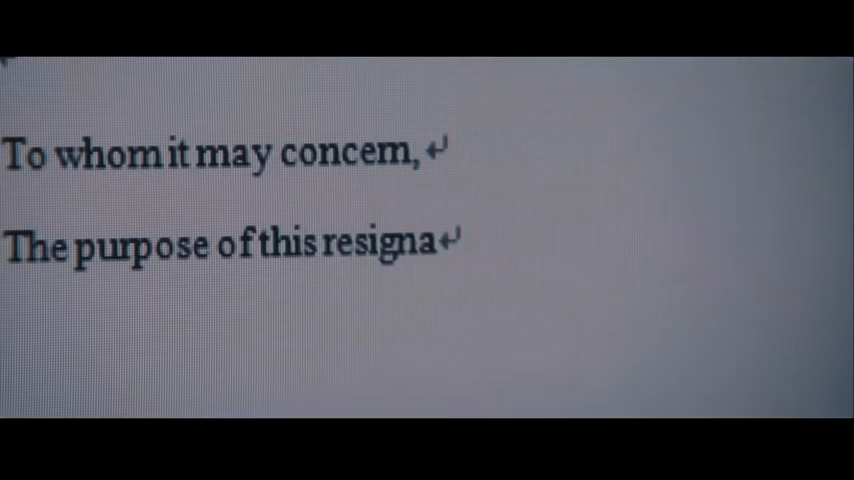 To whom it may concern,
The purpose of this resigna